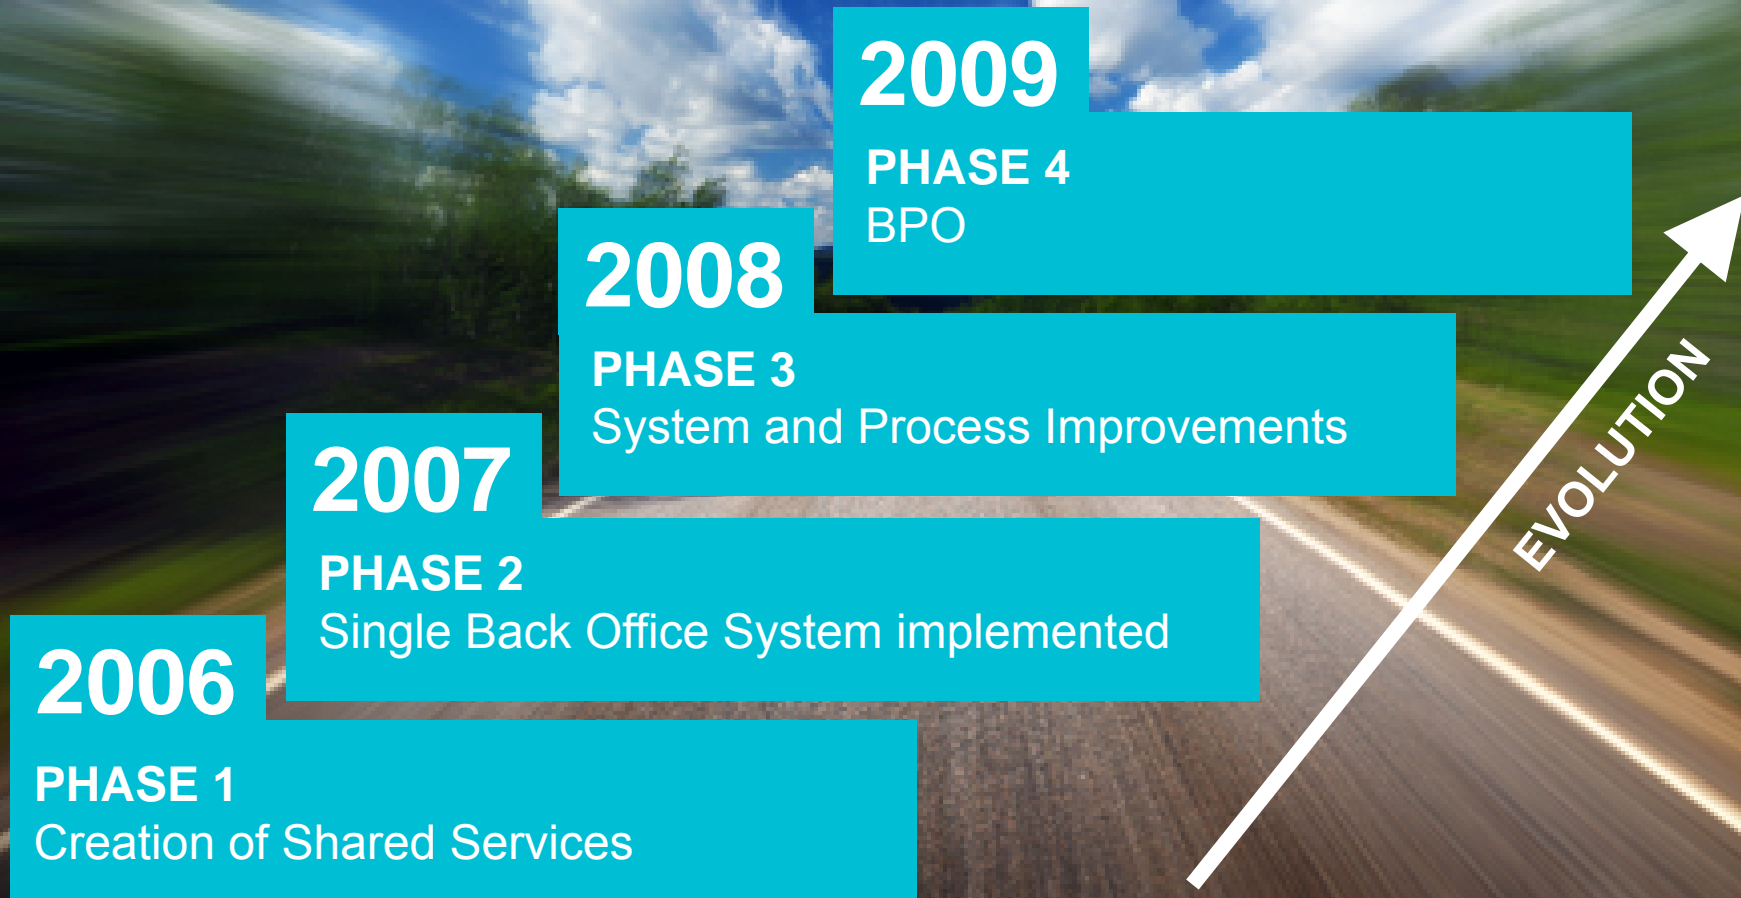 2009
PHASE 4
BPO
2008
PHASE 3
System and Process Improvements
EVOLUTION
2007
PHASE 2
Single Back Office System implemented
2006
PHASE 1
Creation of Shared Services